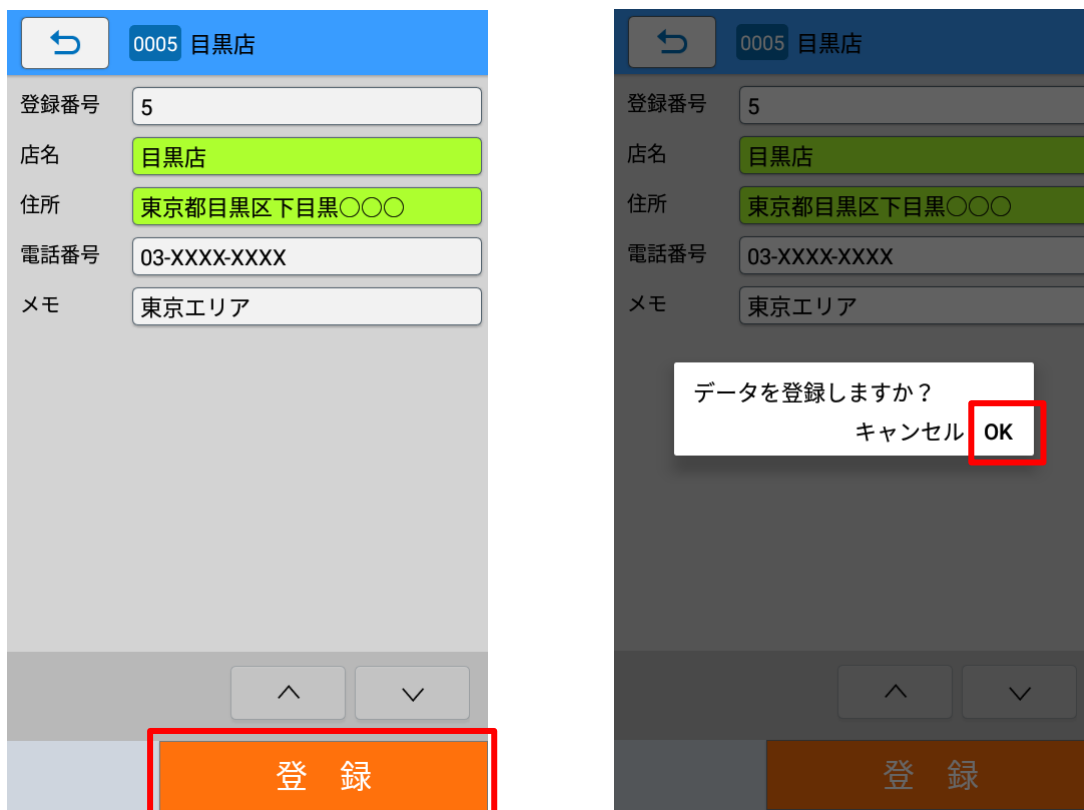 0005 目黒店
登録番号 5
店名 目黒店
住所 東京都目黒区下目黒○○○
電話番号 03-XXXX-XXXX
メモ 東京エリア
登 録
0005 目黒店
登録番号 5
店名 目黒店
住所 東京都目黒区下目黒○○○
電話番号 03-XXXX-XXXX
メモ 東京エリア
データを登録しますか？
キャンセル OK
登 録